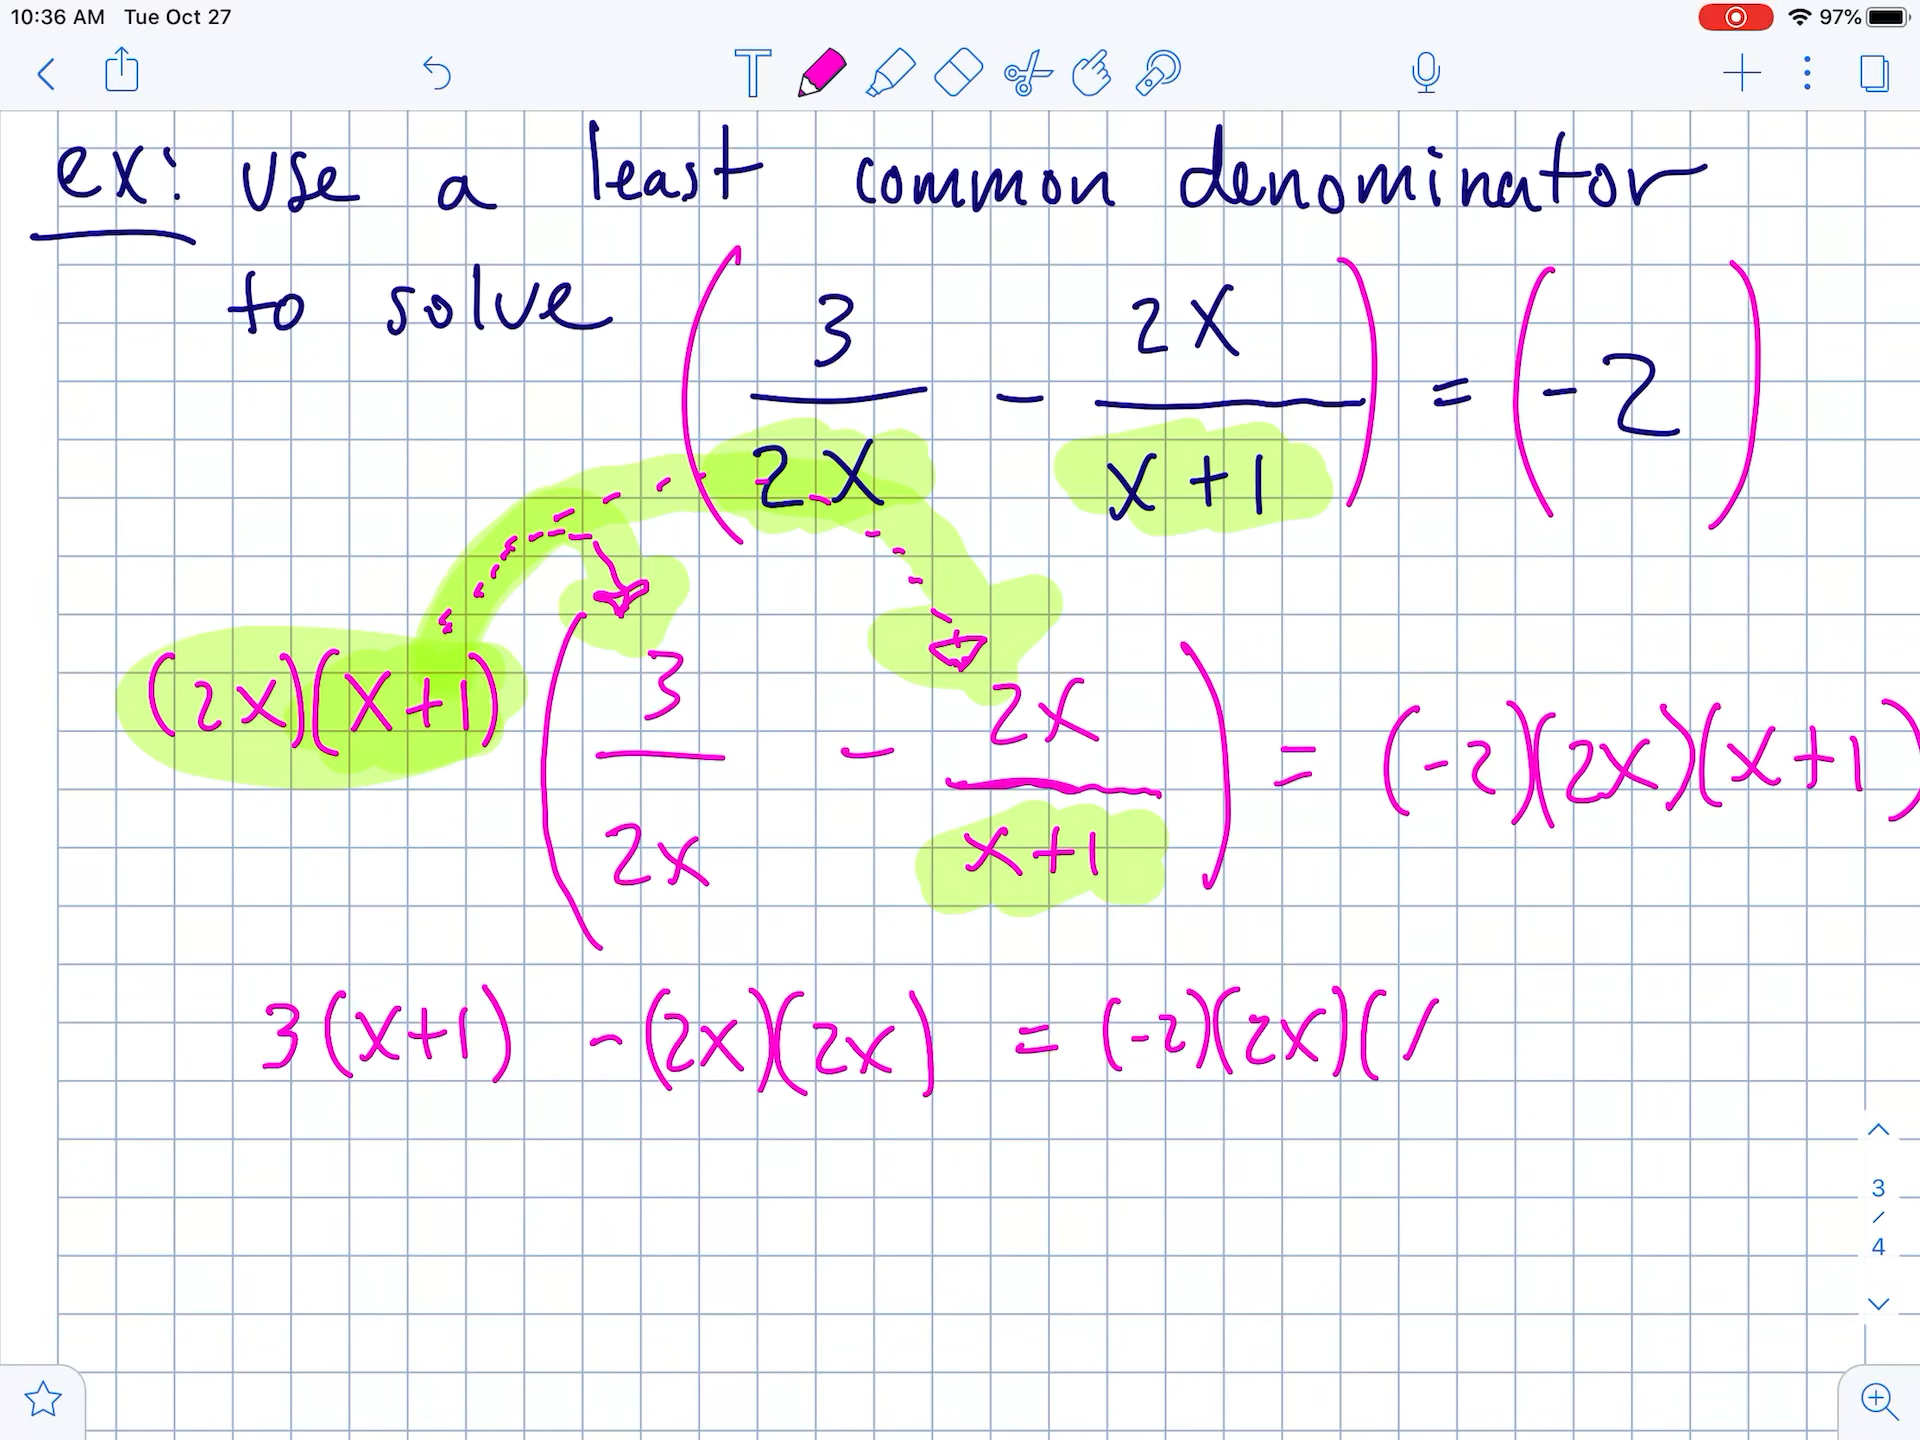 10:36 AM Tue Oct 27 97%
T
ex: use a least common denominator
to solve ( 3/2x - 2x/x+1 ) = ( -2 )
(2x)(x+1) ( 3/2x - 2x/x+1 ) = (-2)(2x)(x+1)
3(x+1) - (2x)(2x) = (-2)(2x)(
3
/
4